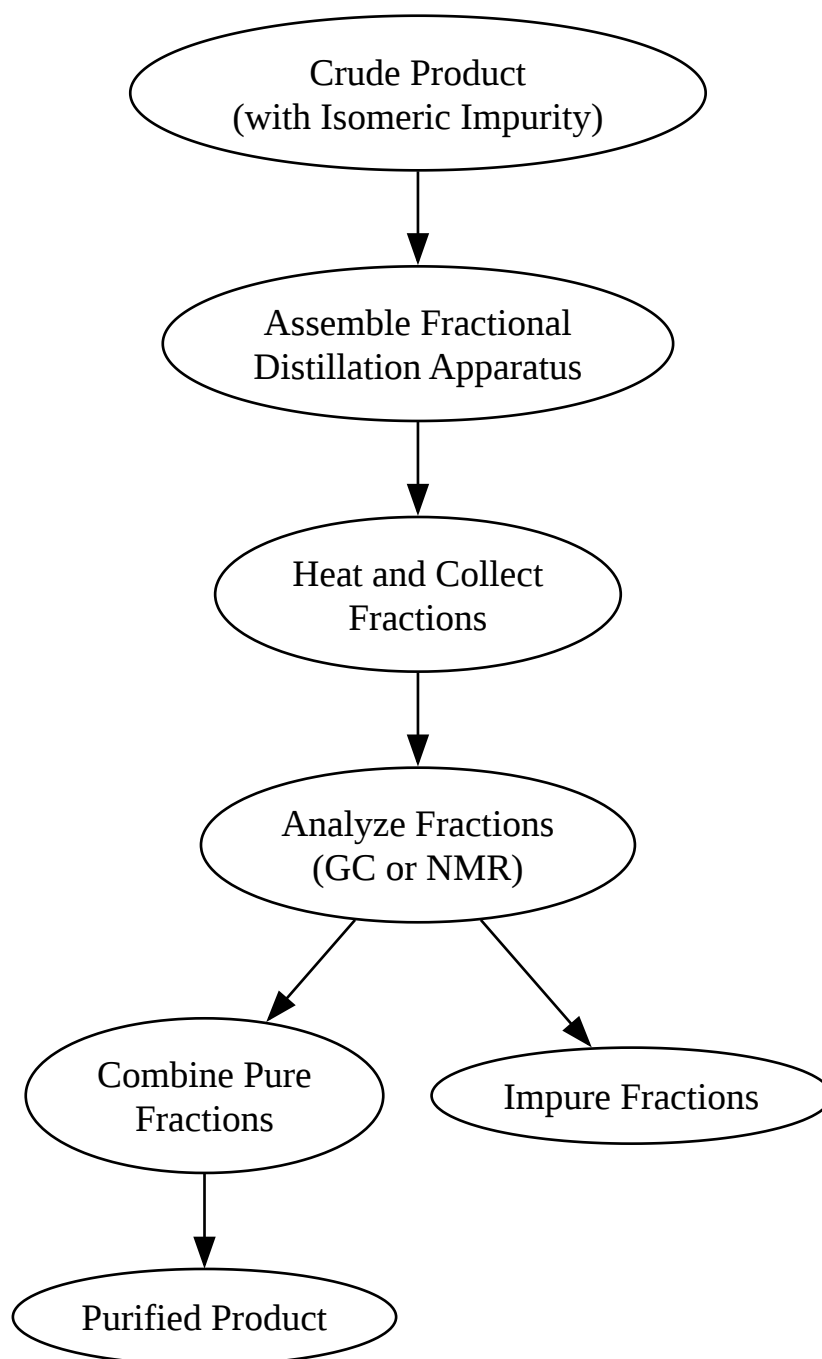 Crude Product
(with Isomeric Impurity)
Assemble Fractional
Distillation Apparatus
Heat and Collect
Fractions
Analyze Fractions
(GC or NMR)
Combine Pure
Fractions
Impure Fractions
Purified Product